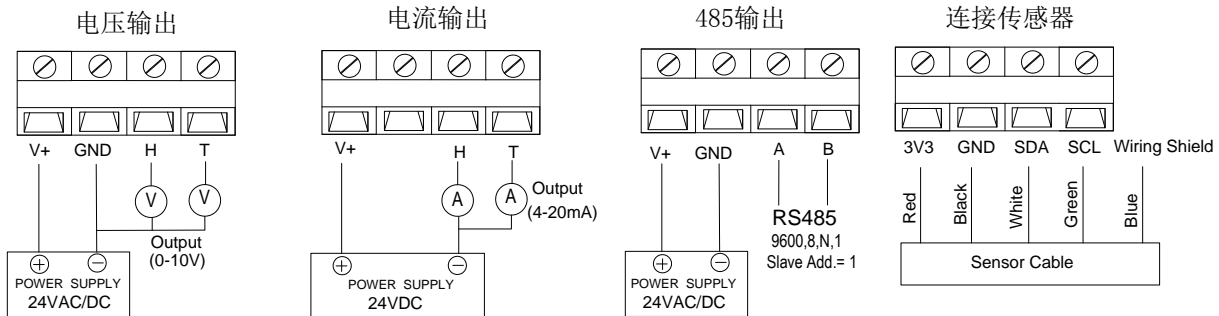 电压输出
V+ GND H T
V V
Output
(0-10V)
POWER SUPPLY
24VAC/DC
电流输出
V+ H T
A A
Output
(4-20mA)
POWER SUPPLY
24VDC
485输出
V+ GND A B
RS485
9600,8,N,1
Slave Add.= 1
POWER SUPPLY
24VAC/DC
连接传感器
3V3 GND SDA SCL Wiring Shield
Red Black White Green Blue
Sensor Cable